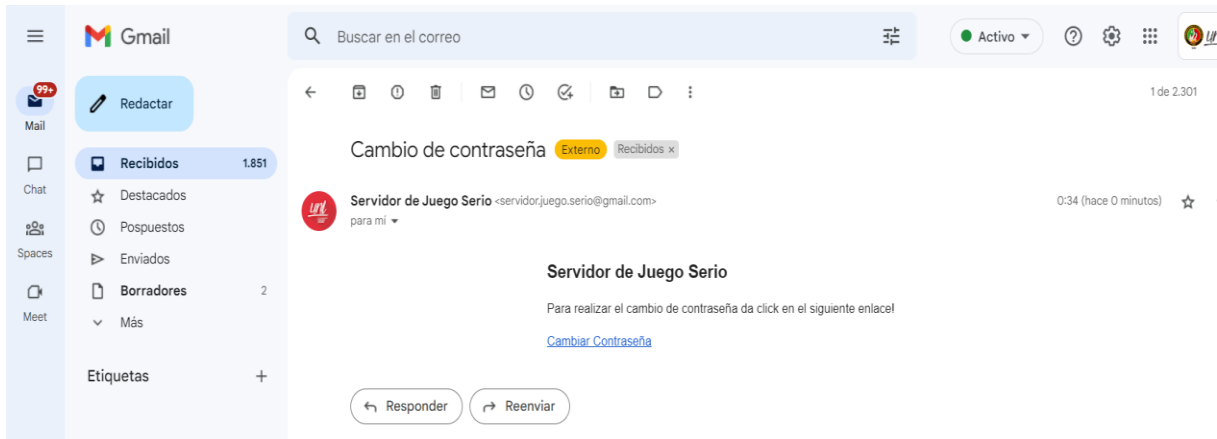 Gmail
Buscar en el correo
Activo
99+
Mail
Redactar
1 de 2.301
Cambio de contraseña Externo Recibidos ×
Recibidos 1.851
Chat
Destacados
Servidor de Juego Serio <servidor.juego.serio@gmail.com> 0:34 (hace 0 minutos)
para mí
Pospuestos
Spaces
Enviados
Servidor de Juego Serio
Borradores 2
Para realizar el cambio de contraseña da click en el siguiente enlace!
Meet
Más
Cambiar Contraseña
Etiquetas
Responder Reenviar
unl